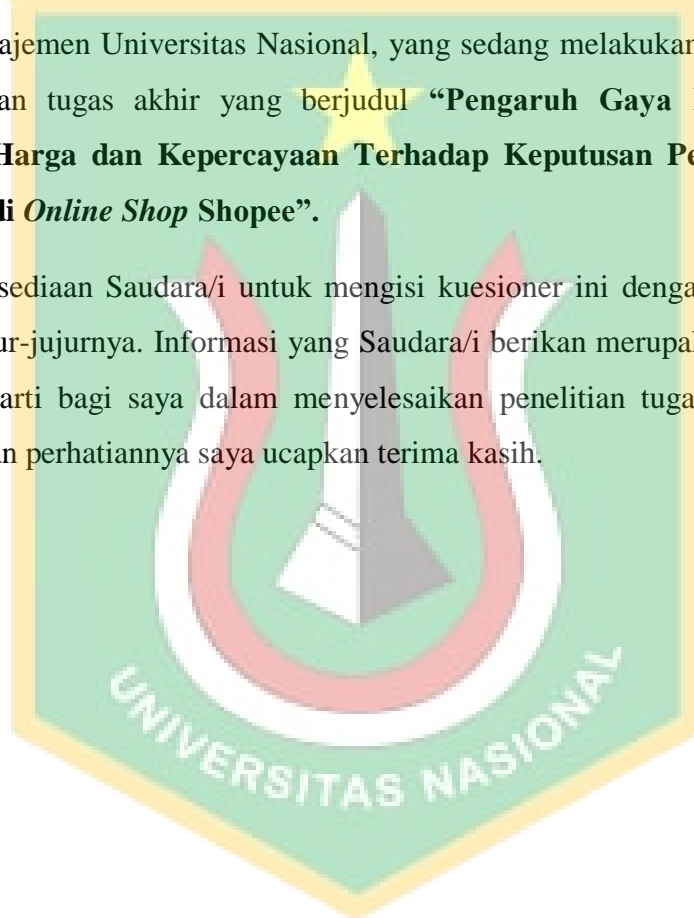 ajemen Universitas Nasional, yang sedang melakukan
an tugas akhir yang berjudul “Pengaruh Gaya
Harga dan Kepercayaan Terhadap Keputusan Pe
di Online Shop Shopee”.
sediaan Saudara/i untuk mengisi kuesioner ini denga
ur-jujurnya. Informasi yang Saudara/i berikan merupal
arti bagi saya dalam menyelesaikan penelitian tuga
an perhatiannya saya ucapkan terima kasih.
UNIVERSITAS NASIONAL